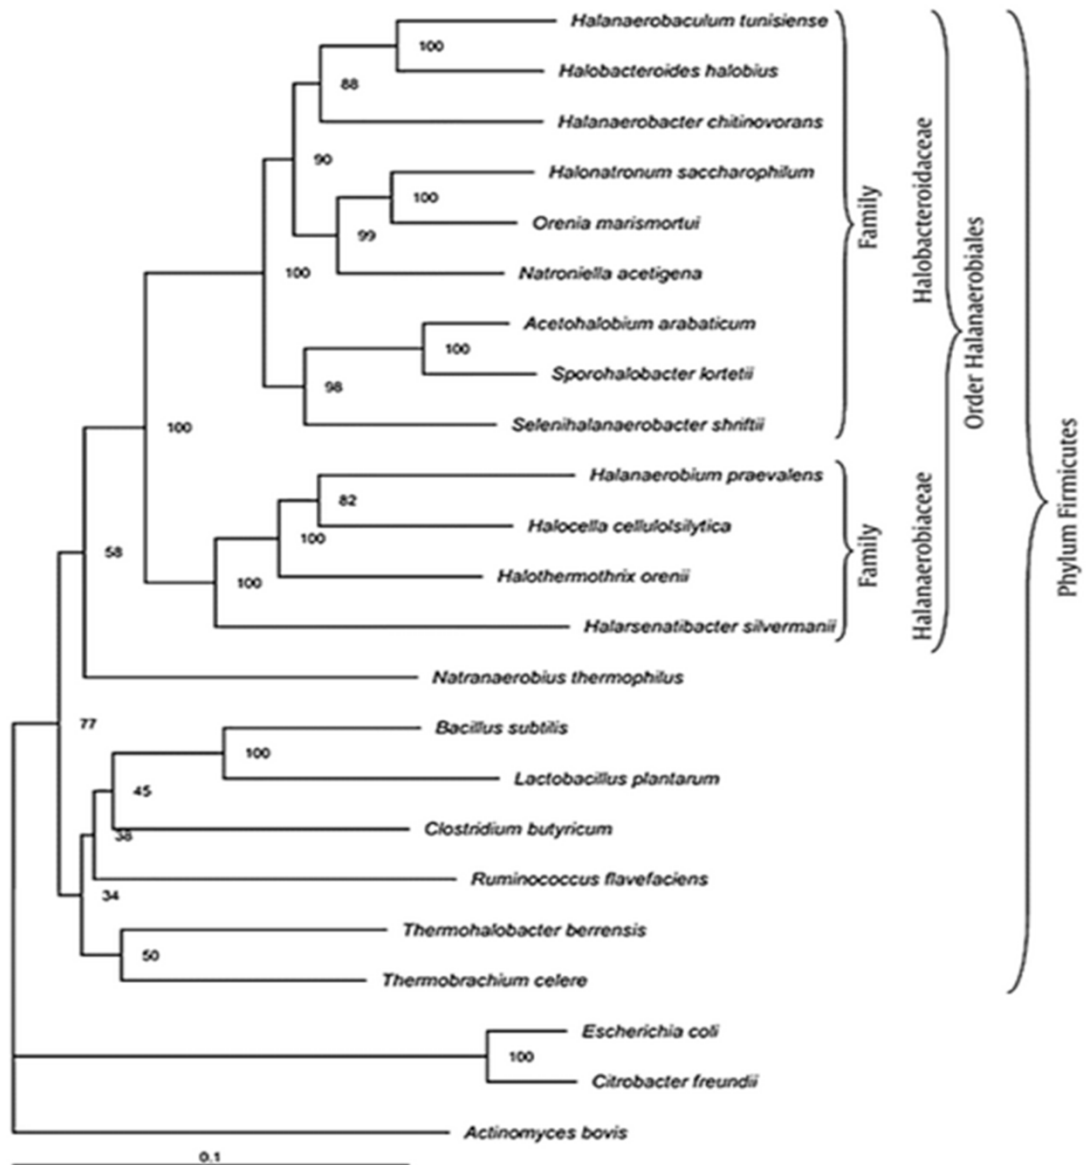 Halanaerobaculum tunisiense
100
Halobacteroides halobius
88
Halanaerobacter chitinovorans
90
Halonatronum saccharophilum
100
Orenia marismortui
99
Natroniella acetigena
100
Acetohalobium arabaticum
100
Sporohalobacter lortetii
98
Selenihalanaerobacter shriftii
100
Halanaerobium praevalens
82
Halocella cellulolsilytica
100
Halothermothrix orenii
100
Halarsenatibacter silvermanii
58
Natranaerobius thermophilus
77
Bacillus subtilis
100
Lactobacillus plantarum
45
Clostridium butyricum
38
Ruminococcus flavefaciens
34
Thermohalobacter berrensis
50
Thermobrachium celere
Escherichia coli
100
Citrobacter freundii
Actinomyces bovis
0.1
Family
Halobacteroidaceae
Family
Halanaerobiaceae
Order Halanaerobiales
Phylum Firmicutes